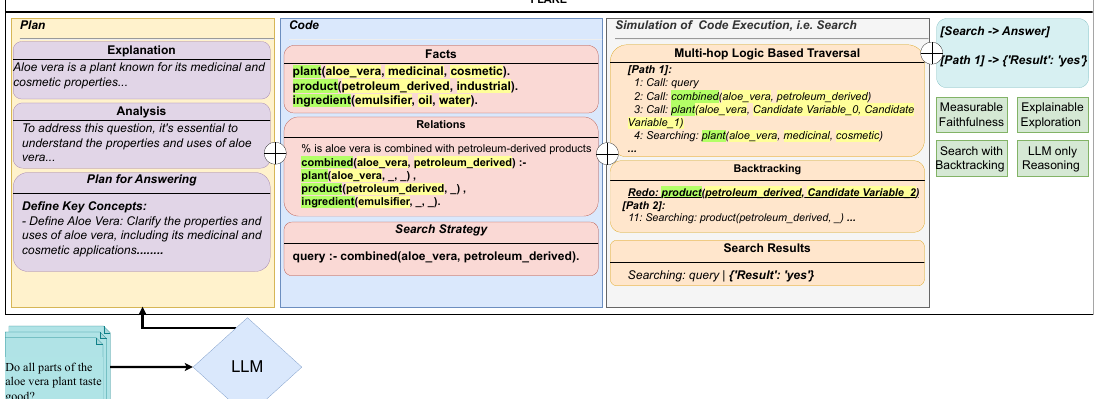 Plan
Explanation
Aloe vera is a plant known for its medicinal and
cosmetic properties...
Analysis
To address this question, it's essential to
understand the properties and uses of aloe
vera...
Plan for Answering
Define Key Concepts:
- Define Aloe Vera: Clarify the properties and
uses of aloe vera, including its medicinal and
cosmetic applications........
Code
Facts
plant(aloe_vera, medicinal, cosmetic).
product(petroleum_derived, industrial).
ingredient(emulsifier, oil, water).
Relations
% is aloe vera is combined with petroleum-derived products
combined(aloe_vera, petroleum_derived) :-
plant(aloe_vera, _, _) ,
product(petroleum_derived, _) ,
ingredient(emulsifier, _, _).
Search Strategy
query :- combined(aloe_vera, petroleum_derived).
Simulation of Code Execution, i.e. Search
Multi-hop Logic Based Traversal
[Path 1]:
1: Call: query
2: Call: combined(aloe_vera, petroleum_derived)
3: Call: plant(aloe_vera, Candidate Variable_0, Candidate
Variable_1)
4: Searching: plant(aloe_vera, medicinal, cosmetic)
...
Backtracking
Redo: product(petroleum_derived, Candidate Variable_2)
[Path 2]:
11: Searching: product(petroleum_derived, _) ...
Search Results
Searching: query | {'Result': 'yes'}
[Search -> Answer]
[Path 1] -> {'Result': 'yes'}
Measurable
Faithfulness
Explainable
Exploration
Search with
Backtracking
LLM only
Reasoning
Do all parts of the
aloe vera plant taste
good?
LLM